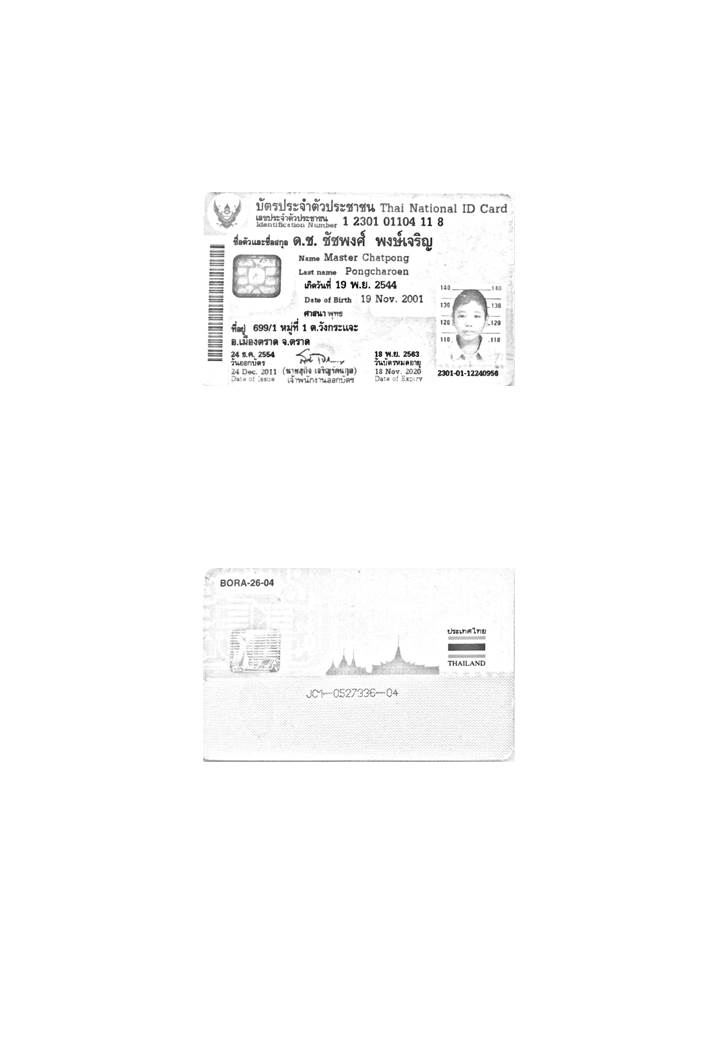 บัตรประจำตัวประชาชน Thai National ID Card
เลขประจำตัวประชาชน
Identification Number 1 2301 01104 11 8
ชื่อตัวและชื่อสกุล ด.ช. ชัชพงศ์ พงษ์เจริญ
Name Master Chatpong
Last name Pongcharoen
เกิดวันที่ 19 พ.ย. 2544
Date of Birth 19 Nov. 2001
ศาสนา พุทธ
ที่อยู่ 699/1 หมู่ที่ 1 ต.วังกระแจะ
อ.เมืองตราด จ.ตราด
24 ธ.ค. 2554
วันออกบัตร
24 Dec. 2011
Date of Issue
(นายสุกิจ เจริญรัตนกุล)
เจ้าพนักงานออกบัตร
18 พ.ย. 2563
วันบัตรหมดอายุ
18 Nov. 2020
Date of Expiry
140 140
130 130
120 120
110 110
2301-01-12240956
BORA-26-04
ประเทศไทย
THAILAND
JC1-0527336-04